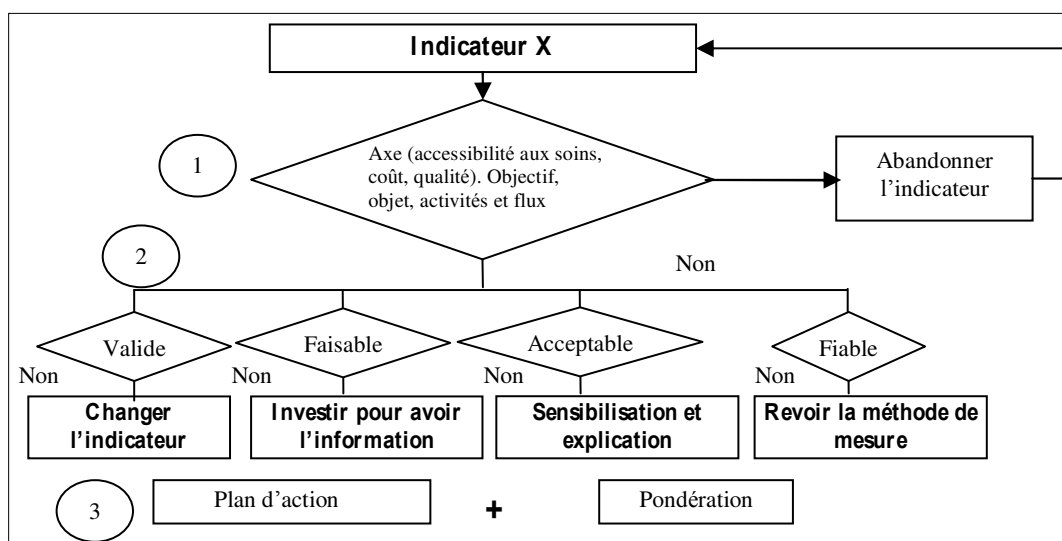 Indicateur X
1
Axe (accessibilité aux soins,
coût, qualité). Objectif,
objet, activités et flux
Abandonner
l’indicateur
2
Non
Valide
Faisable
Acceptable
Fiable
Non
Non
Non
Non
Changer
l’indicateur
Investir pour avoir
l’information
Sensibilisation et
explication
Revoir la méthode de
mesure
3
Plan d’action
+
Pondération